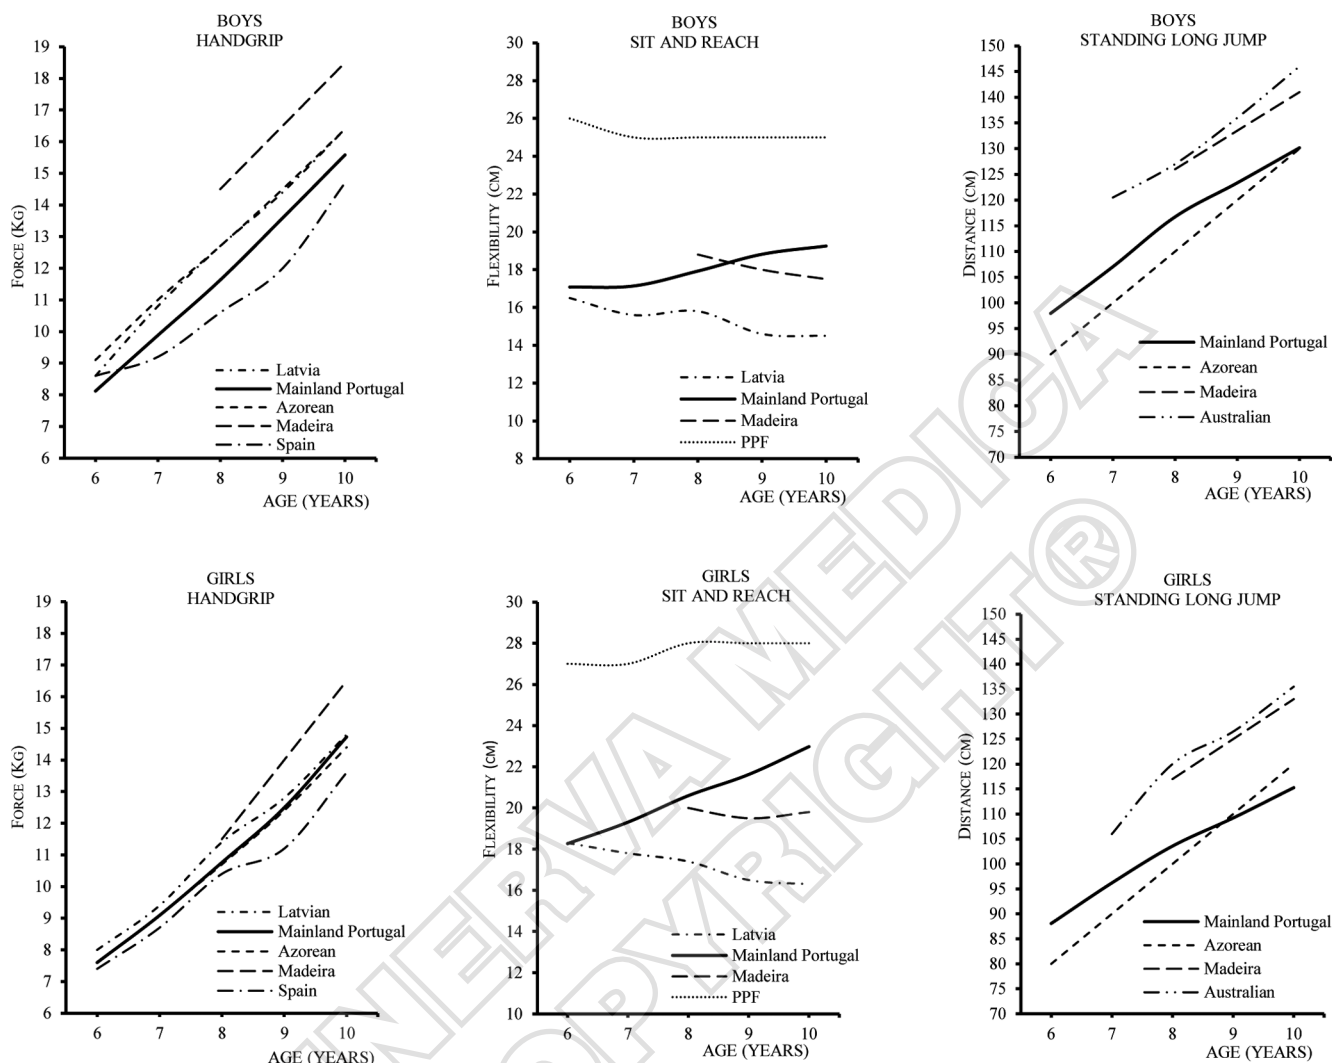 BOYS
HANDGRIP
19
18
17
16
15
14
13
12
11
10
9
8
7
6
FORCE (KG)
Latvia
Mainland Portugal
Azorean
Madeira
Spain
6 7 8 9 10
AGE (YEARS)
BOYS
SIT AND REACH
30
28
26
24
22
20
18
16
14
12
10
8
FLEXIBILITY (CM)
Latvia
Mainland Portugal
Madeira
PPF
6 7 8 9 10
AGE (YEARS)
BOYS
STANDING LONG JUMP
150
145
140
135
130
125
120
115
110
105
100
95
90
85
80
75
70
DISTANCE (CM)
Mainland Portugal
Azorean
Madeira
Australian
6 7 8 9 10
AGE (YEARS)
GIRLS
HANDGRIP
19
18
17
16
15
14
13
12
11
10
9
8
7
6
FORCE (KG)
Latvian
Mainland Portugal
Azorean
Madeira
Spain
6 7 8 9 10
AGE (YEARS)
GIRLS
SIT AND REACH
30
28
26
24
22
20
18
16
14
12
10
FLEXIBILITY (CM)
Latvia
Mainland Portugal
Madeira
PPF
6 7 8 9 10
AGE (YEARS)
GIRLS
STANDING LONG JUMP
150
145
140
135
130
125
120
115
110
105
100
95
90
85
80
75
70
DISTANCE (CM)
Mainland Portugal
Azorean
Madeira
Australian
6 7 8 9 10
AGE (YEARS)
MEDICA